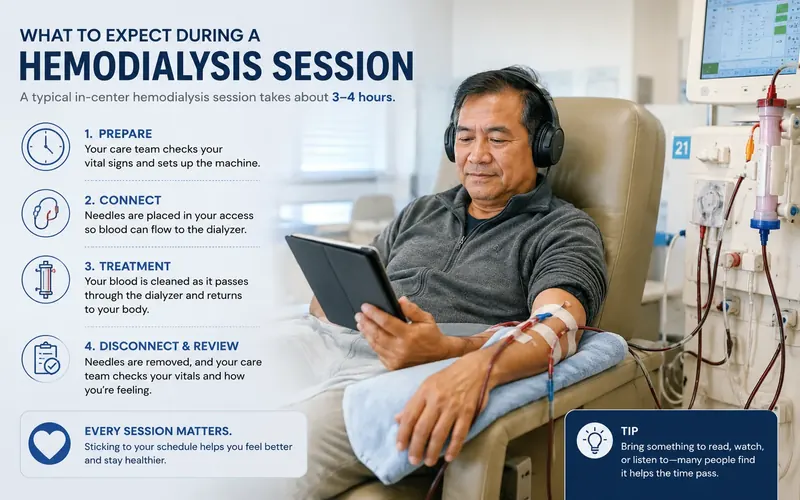 WHAT TO EXPECT DURING A
HEMODIALYSIS SESSION
A typical in-center hemodialysis session takes about 3–4 hours.
1. PREPARE
Your care team checks your
vital signs and sets up the machine.
2. CONNECT
Needles are placed in your access
so blood can flow to the dialyzer.
3. TREATMENT
Your blood is cleaned as it passes
through the dialyzer and returns
to your body.
4. DISCONNECT & REVIEW
Needles are removed, and your care
team checks your vitals and how
you’re feeling.
EVERY SESSION MATTERS.
Sticking to your schedule helps you feel better
and stay healthier.
21
TIP
Bring something to read, watch,
or listen to—many people find
it helps the time pass.